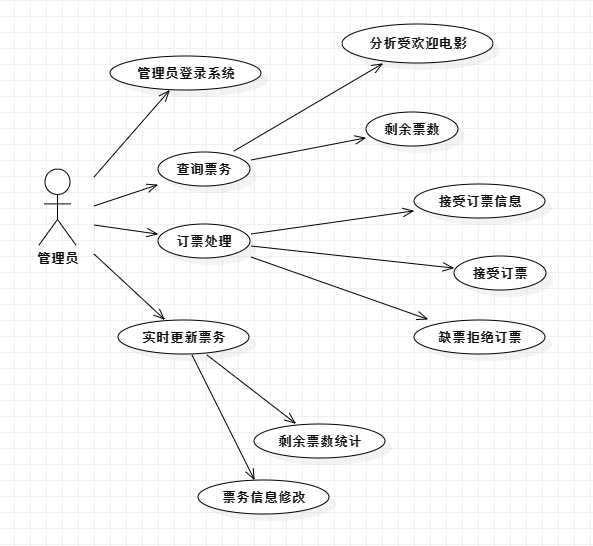 分析受欢迎电影
管理员登录系统
剩余票数
查询票务
接受订票信息
订票处理
管理员
接受订票
实时更新票务
缺票拒绝订票
剩余票数统计
票务信息修改